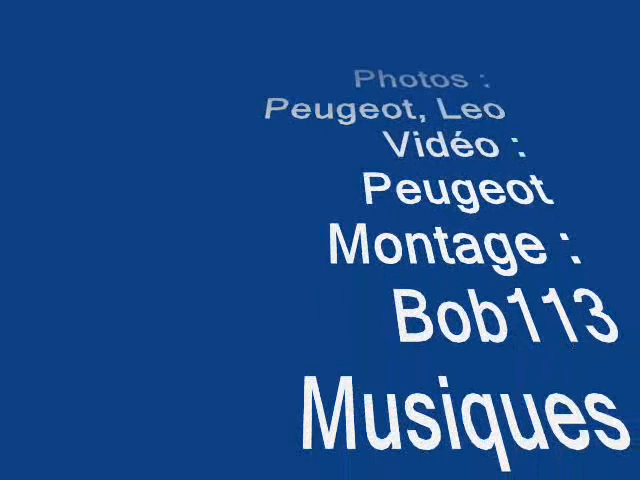 Photos :
Peugeot, Leo
Vidéo :
Peugeot
Montage :
Bob113
Musiques